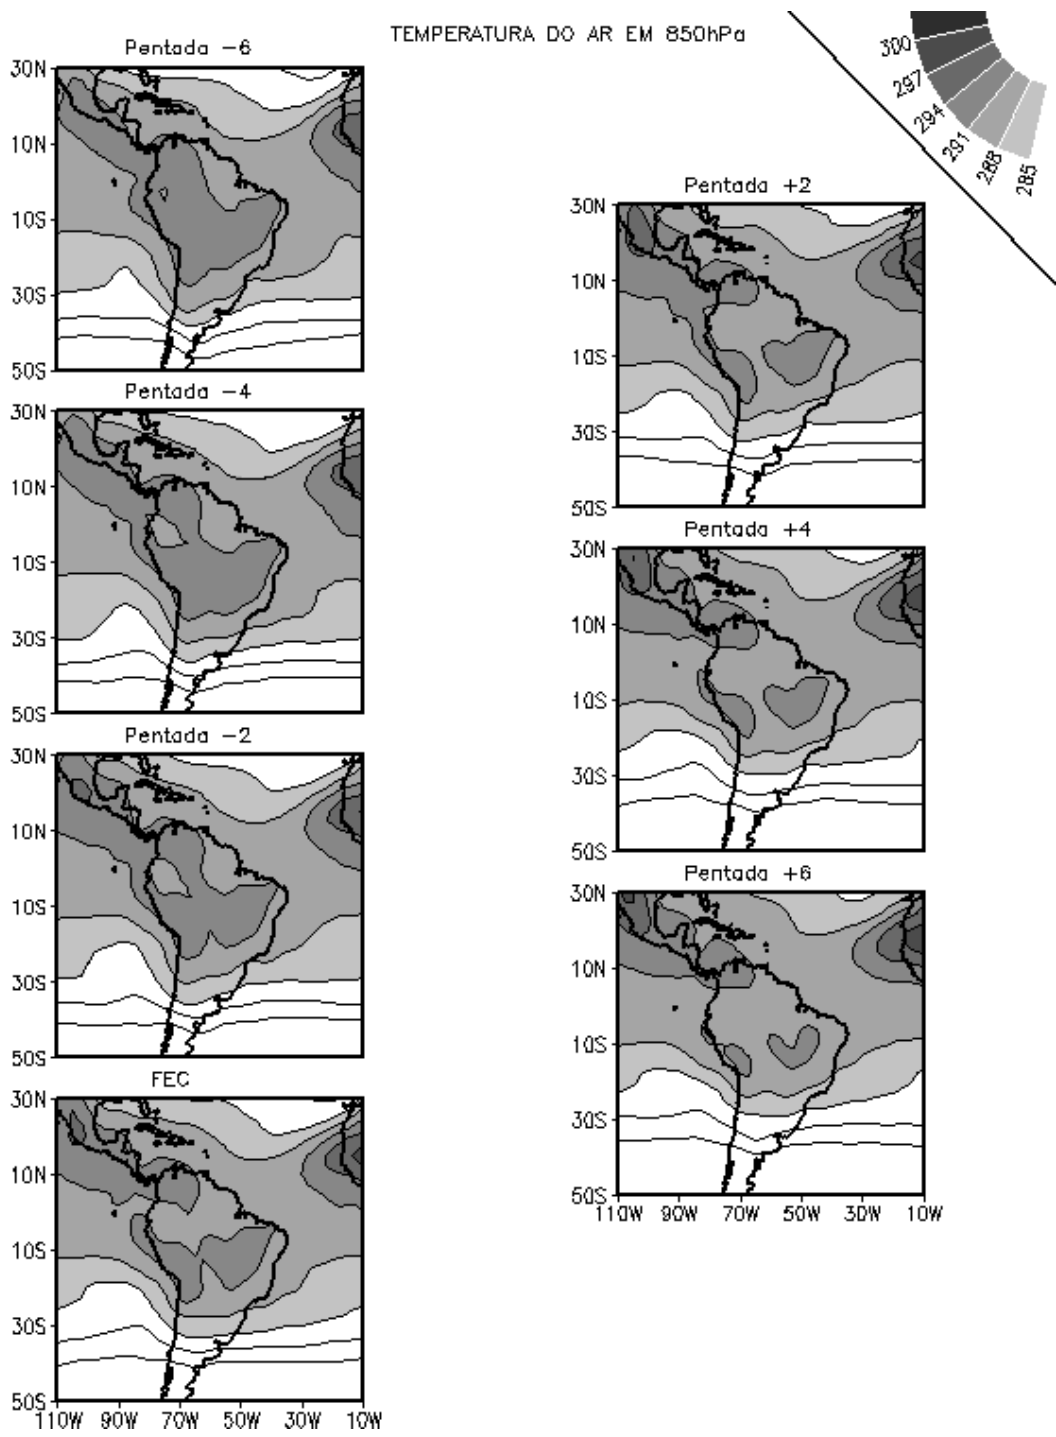 TEMPERATURA DO AR EM 850hPa
300
297
294
291
288
285
Pentada −6
30N
10N
10S
30S
50S
Pentada −4
30N
10N
10S
30S
50S
Pentada −2
30N
10N
10S
30S
50S
FEC
30N
10N
10S
30S
50S
110W 90W 70W 50W 30W 10W
Pentada +2
30N
10N
10S
30S
50S
Pentada +4
30N
10N
10S
30S
50S
Pentada +6
30N
10N
10S
30S
50S
110W 90W 70W 50W 30W 10W